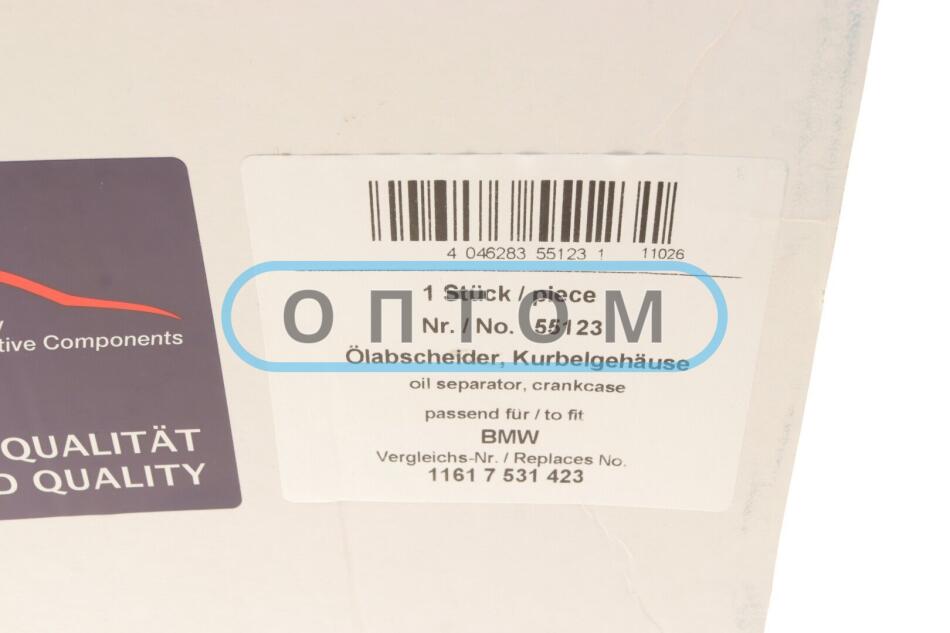 4 046283 55123 1 11026
1 Stück / piece
Nr. / No. 55123
Ölabscheider, Kurbelgehäuse
oil separator, crankcase
passend für / to fit
BMW
Vergleichs-Nr. / Replaces No.
1161 7 531 423
ОПТОМ
tive Components
QUALITÄT
QUALITY